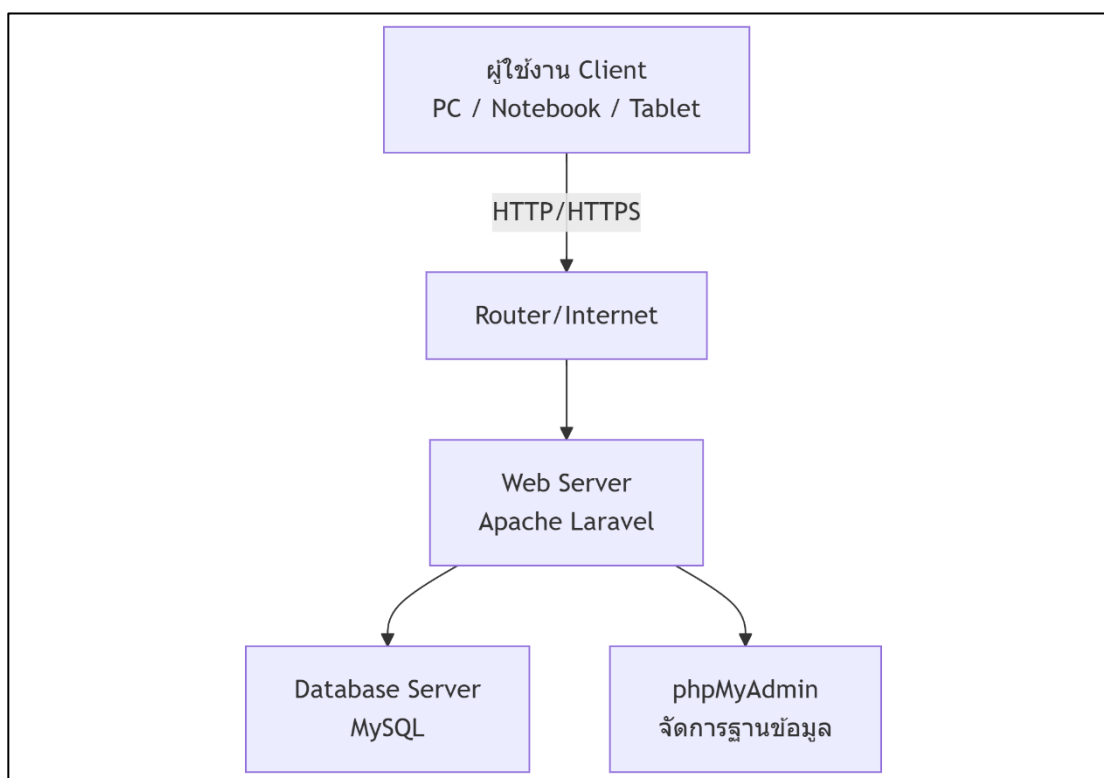 ผู้ใช้งาน Client
PC / Notebook / Tablet
HTTP/HTTPS
Router/Internet
Web Server
Apache Laravel
Database Server
MySQL
phpMyAdmin
จัดการฐานข้อมูล